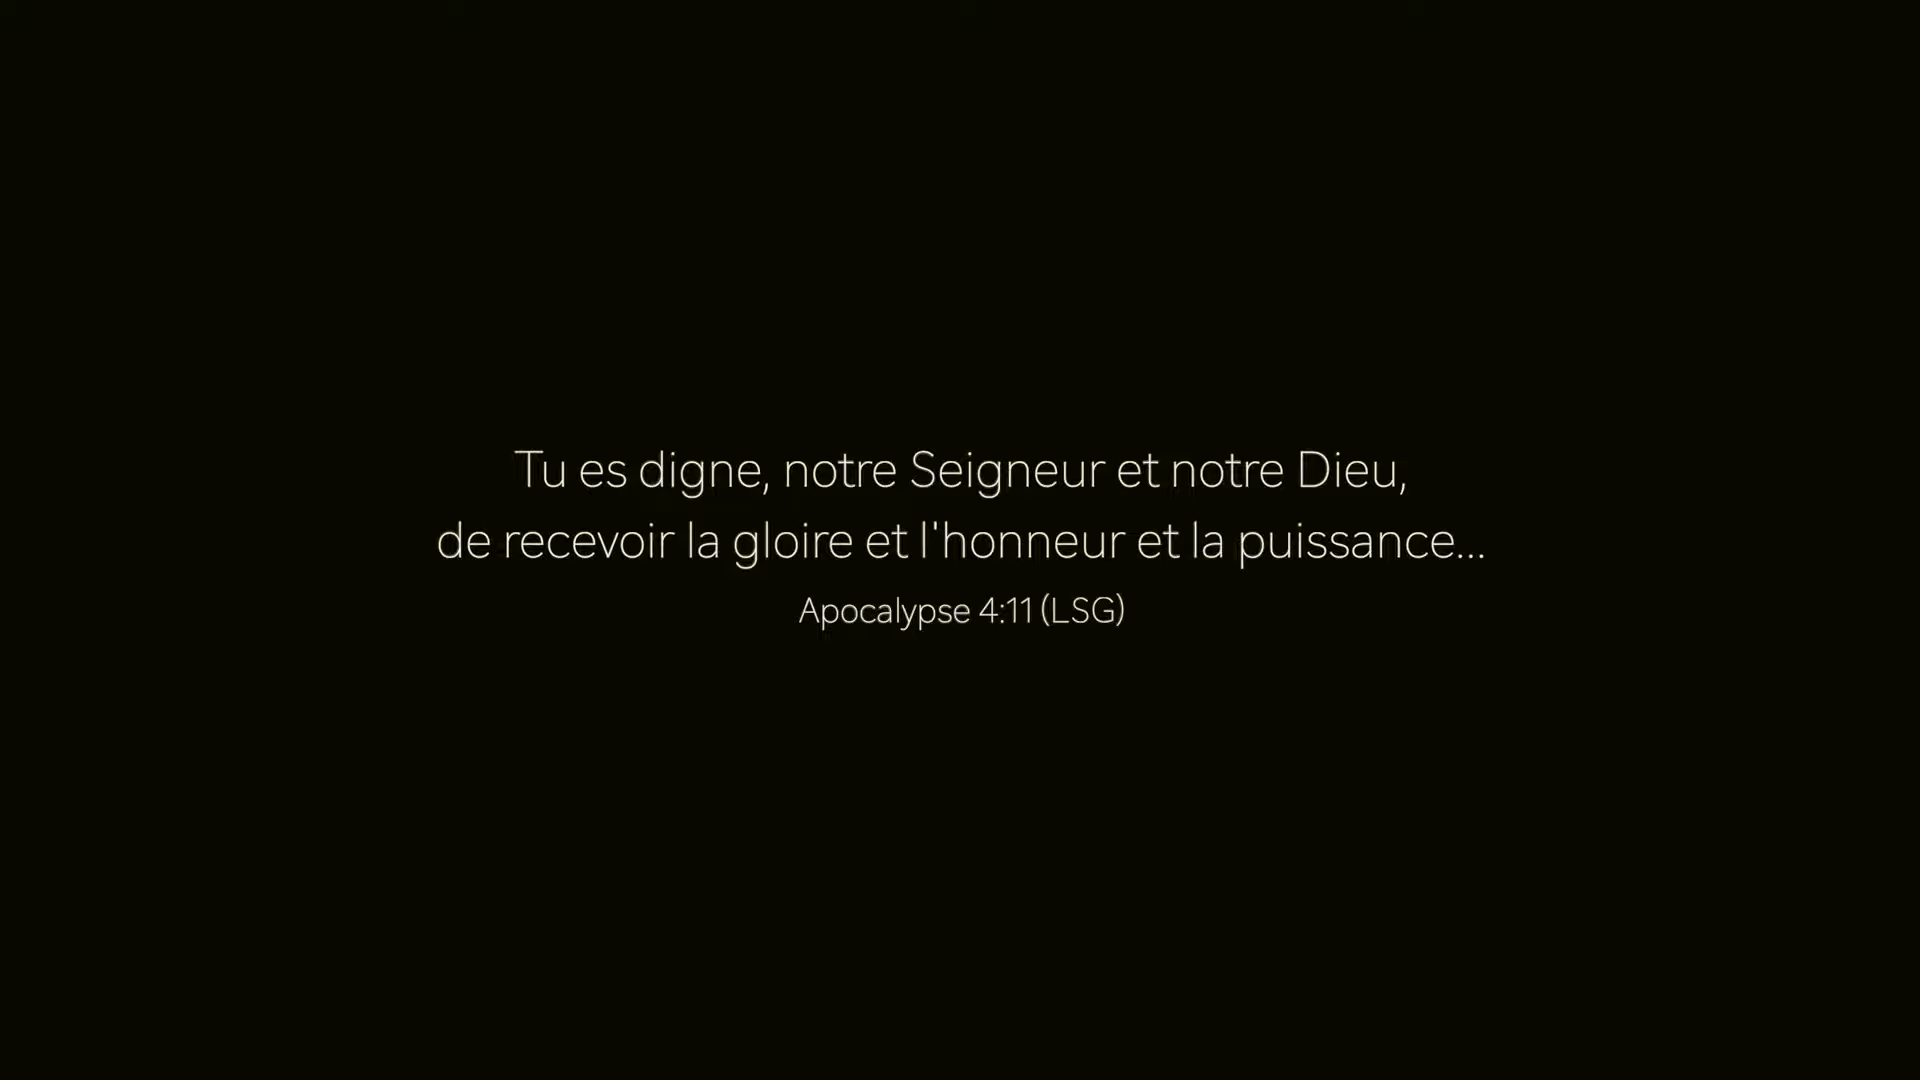 Tu es digne, notre Seigneur et notre Dieu,
de recevoir la gloire et l'honneur et la puissance...
Apocalypse 4:11 (LSG)